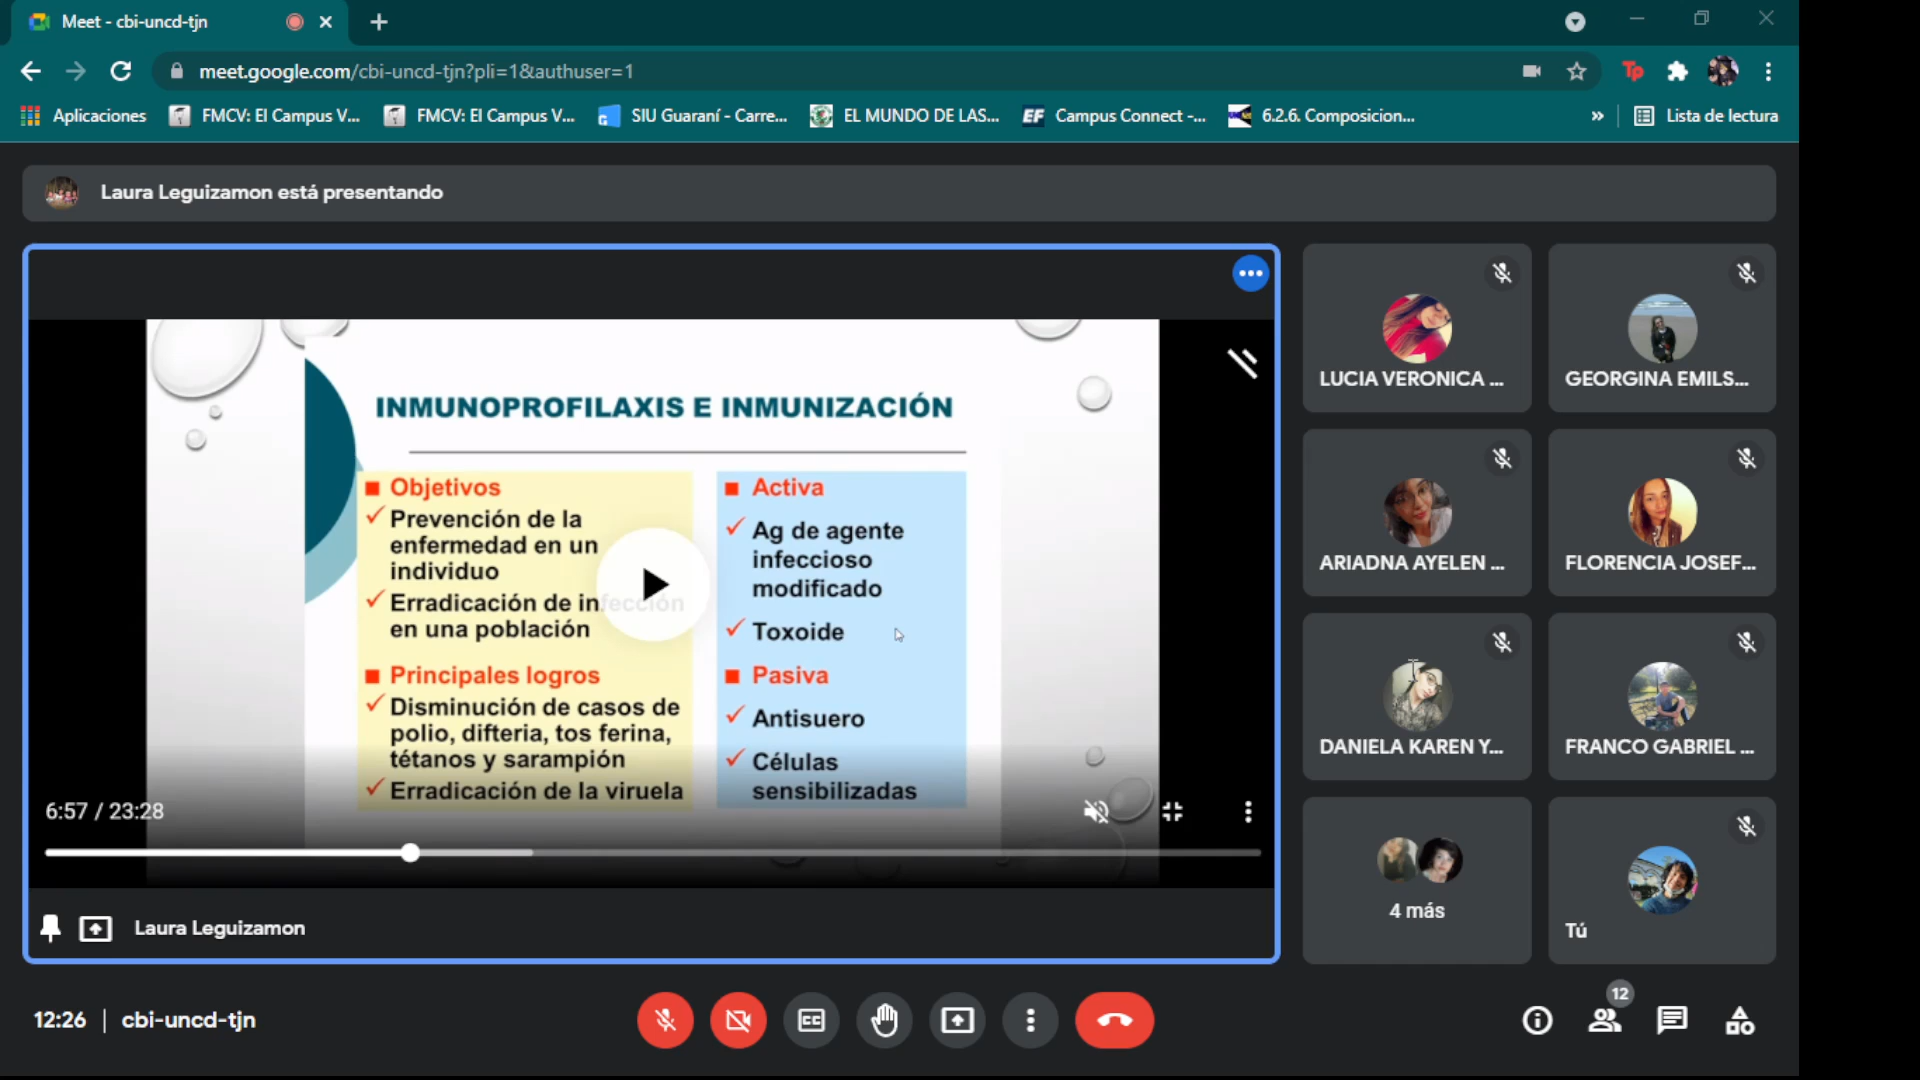 Meet - cbi-uncd-tjn
meet.google.com/cbi-uncd-tjn?pli=1&authuser=1
Aplicaciones
FMCV: El Campus V...
FMCV: El Campus V...
SIU Guaraní - Carre...
EL MUNDO DE LAS...
EF Campus Connect -...
6.2.6. Composicion...
»
Lista de lectura
Laura Leguizamon está presentando
INMUNOPROFILAXIS E INMUNIZACIÓN
Objetivos
Prevención de la
enfermedad en un
individuo
Erradicación de infección
en una población
Principales logros
Disminución de casos de
polio, difteria, tos ferina,
tétanos y sarampión
Erradicación de la viruela
Activa
Ag de agente
infeccioso
modificado
Toxoide
Pasiva
Antisuero
Células
sensibilizadas
6:57 / 23:28
Laura Leguizamon
LUCIA VERONICA ...
GEORGINA EMILS...
ARIADNA AYELEN ...
FLORENCIA JOSEF...
DANIELA KAREN Y...
FRANCO GABRIEL ...
4 más
Tú
12:26 | cbi-uncd-tjn
CC
12